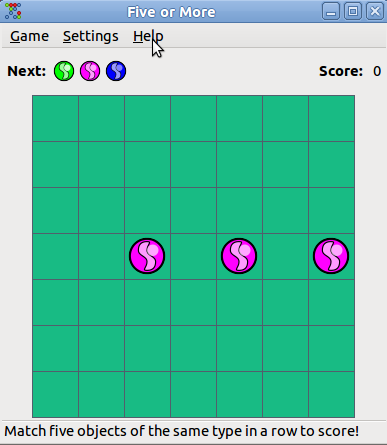 Five or More
Game Settings Help
Next: Score: 0
Match five objects of the same type in a row to score!